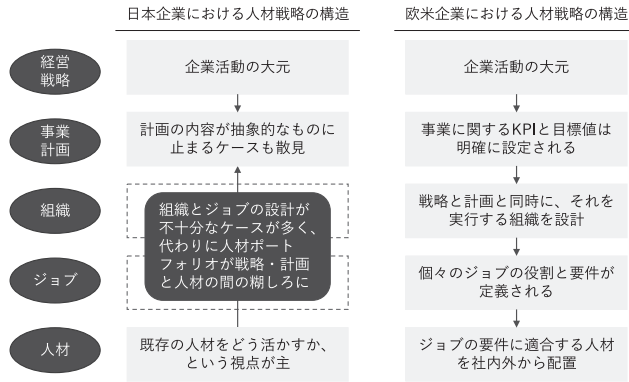 日本企業における人材戦略の構造
欧米企業における人材戦略の構造
経営
戦略
企業活動の大元
企業活動の大元
事業
計画
計画の内容が抽象的なものに
止まるケースも散見
事業に関するKPIと目標値は
明確に設定される
組織
組織とジョブの設計が
不十分なケースが多く、
代わりに人材ポート
フォリオが戦略・計画
と人材の間の糊しろに
戦略と計画と同時に、それを
実行する組織を設計
ジョブ
個々のジョブの役割と要件が
定義される
人材
既存の人材をどう活かすか、
という視点が主
ジョブの要件に適合する人材
を社内外から配置